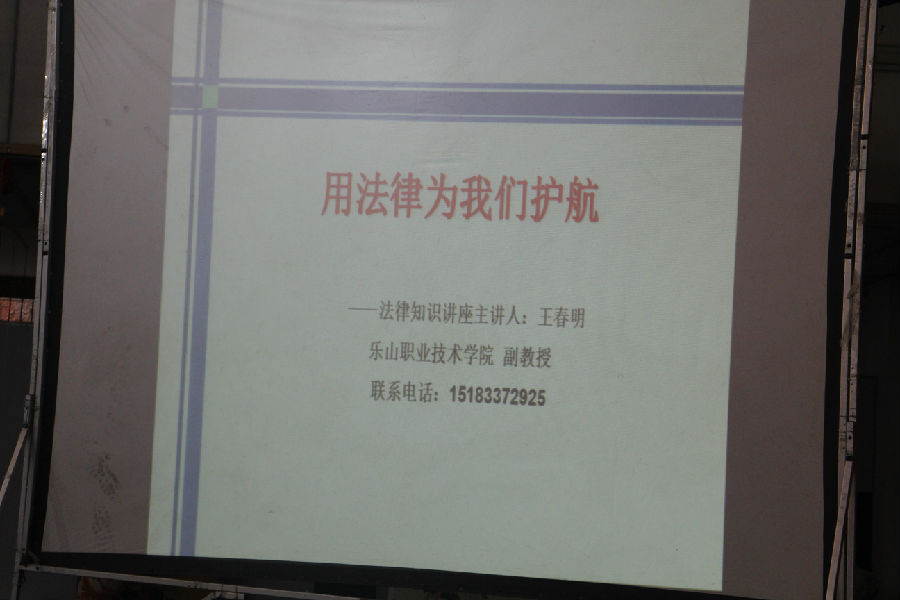 用法律为我们护航
——法律知识讲座主讲人：王春明
乐山职业技术学院 副教授
联系电话：15183372925